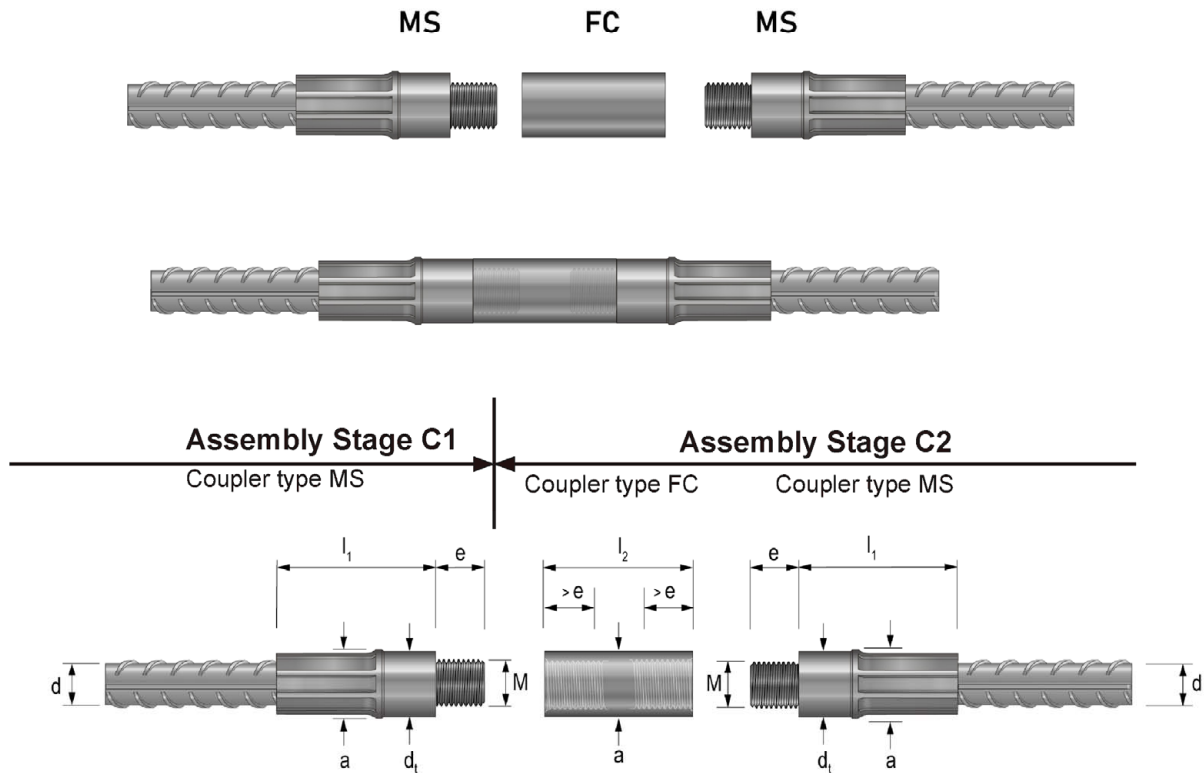 MS FC MS
Assembly Stage C1 Assembly Stage C2
Coupler type MS Coupler type FC Coupler type MS
l₁ e l₂ e l₁
>e >e
d M M d
a dₜ a dₜ a